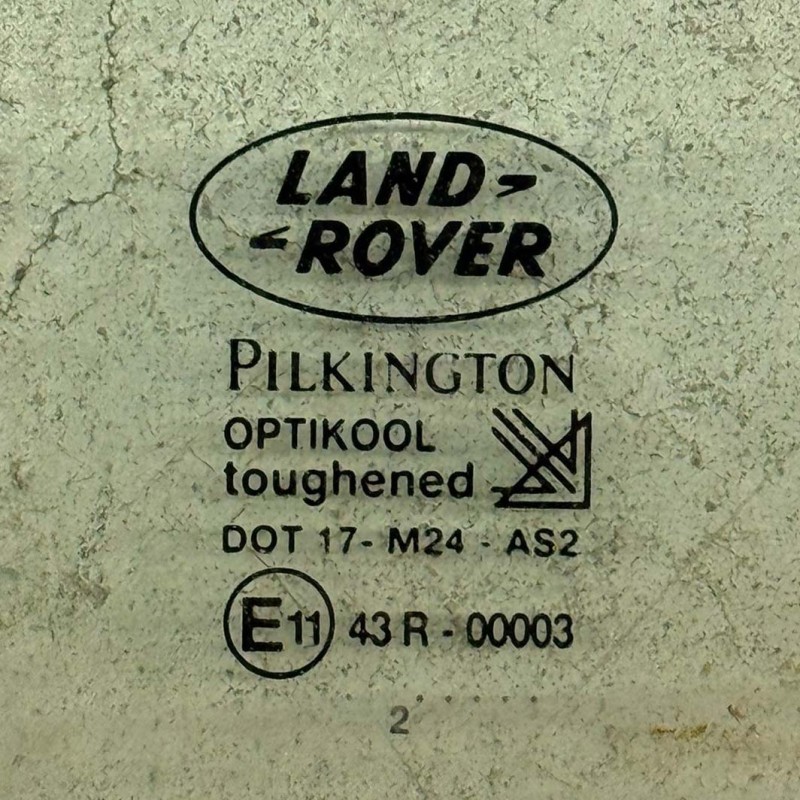 LAND
ROVER
PILKINGTON
OPTIKOOL
toughened
DOT 17- M24 - AS2
E11 43 R - 00003
2